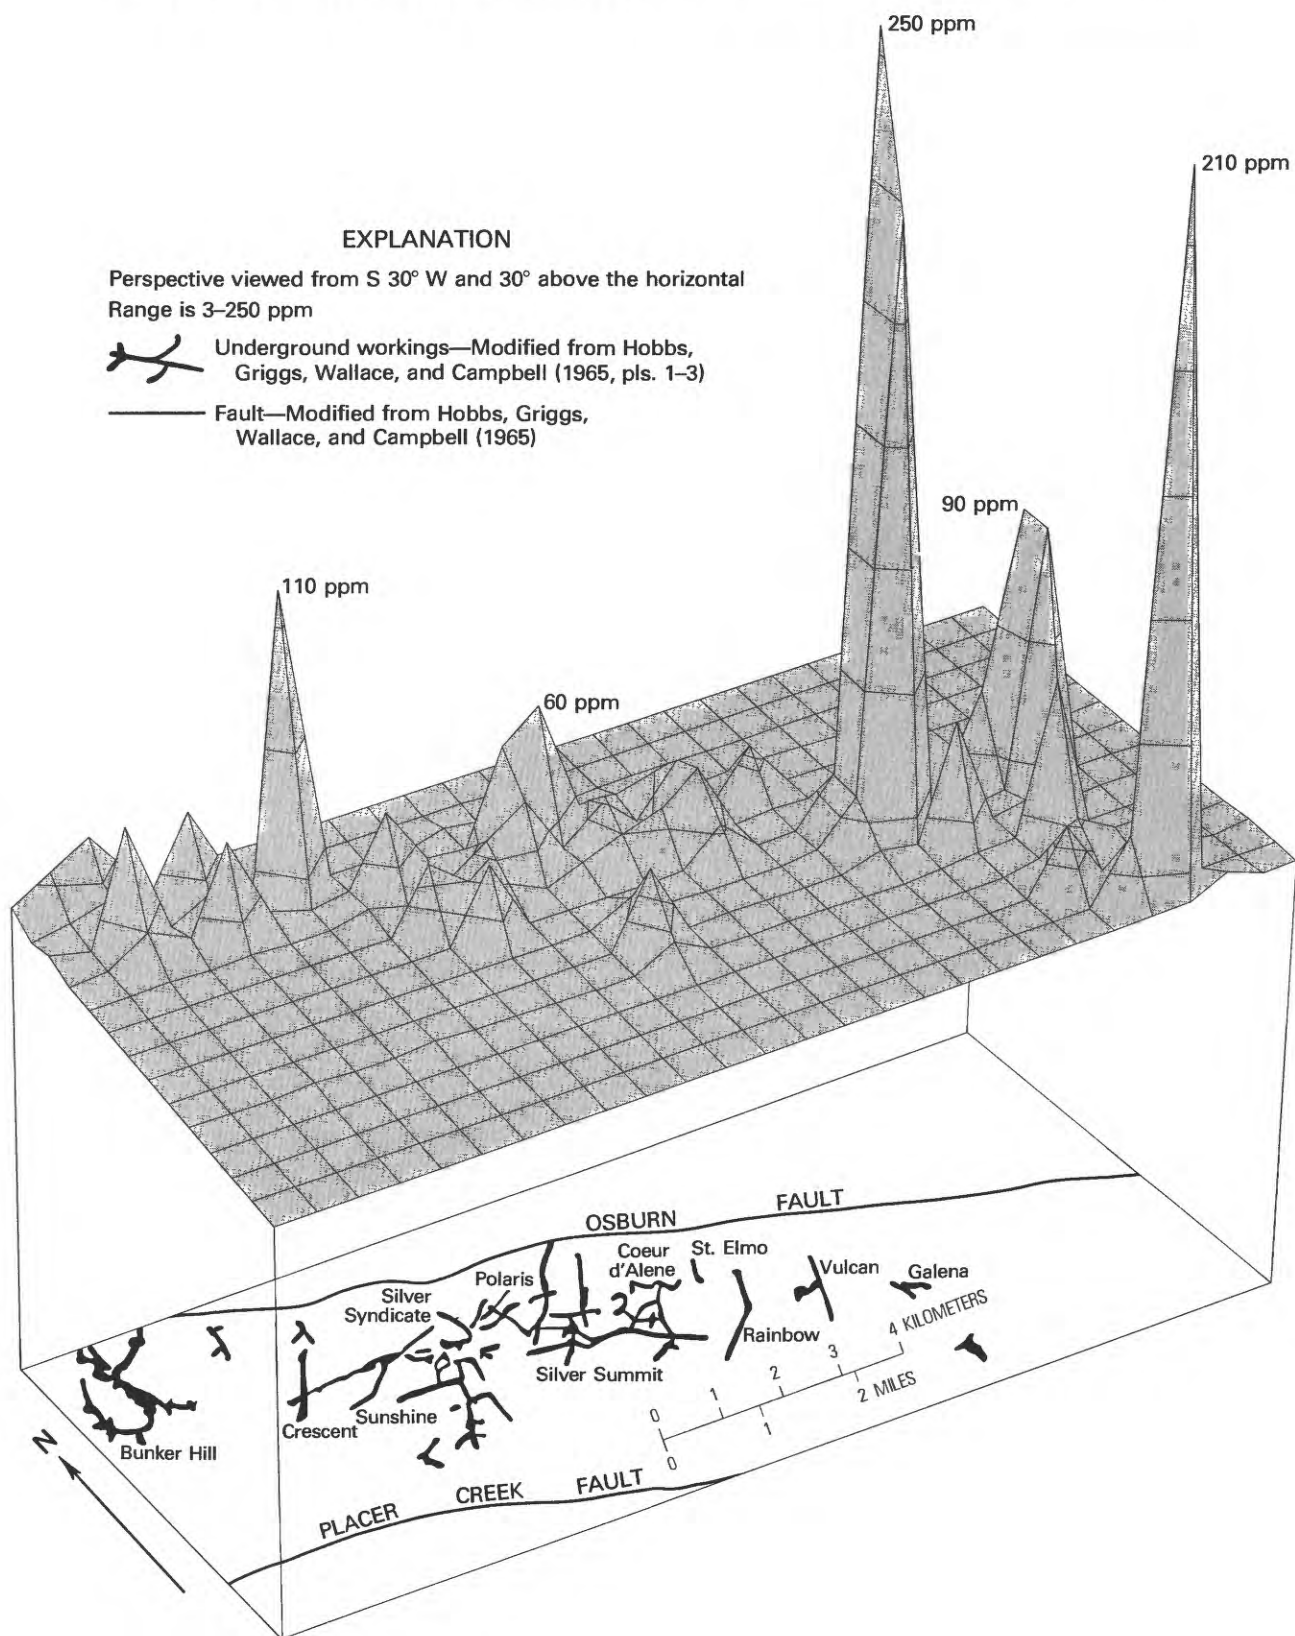 250 ppm
210 ppm
EXPLANATION
Perspective viewed from S 30° W and 30° above the horizontal
Range is 3–250 ppm
Underground workings—Modified from Hobbs,
Griggs, Wallace, and Campbell (1965, pls. 1–3)
Fault—Modified from Hobbs, Griggs,
Wallace, and Campbell (1965)
90 ppm
110 ppm
60 ppm
OSBURN FAULT
Coeur
d'Alene
St. Elmo
Polaris
Vulcan
Galena
Silver
Syndicate
Rainbow
Silver Summit
Crescent
Sunshine
Bunker Hill
0 1 2 3 4 KILOMETERS
0 1 2 MILES
N
PLACER CREEK FAULT